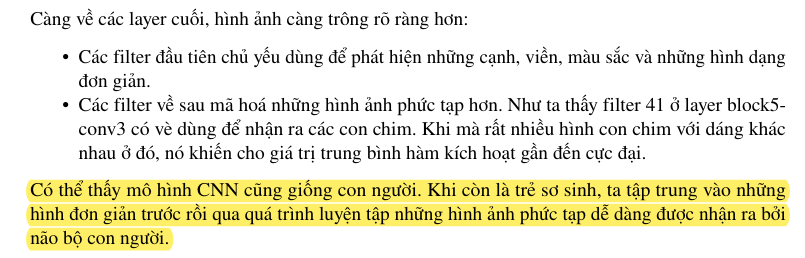 Càng về các layer cuối, hình ảnh càng trông rõ ràng hơn:
• Các filter đầu tiên chủ yếu dùng để phát hiện những cạnh, viền, màu sắc và những hình dạng
đơn giản.
• Các filter về sau mã hoá những hình ảnh phức tạp hơn. Như ta thấy filter 41 ở layer block5-
conv3 có vẻ dùng để nhận ra các con chim. Khi mà rất nhiều hình con chim với dáng khác
nhau ở đó, nó khiến cho giá trị trung bình hàm kích hoạt gần đến cực đại.
Có thể thấy mô hình CNN cũng giống con người. Khi còn là trẻ sơ sinh, ta tập trung vào những
hình đơn giản trước rồi qua quá trình luyện tập những hình ảnh phức tạp dễ dàng được nhận ra bởi
não bộ con người.